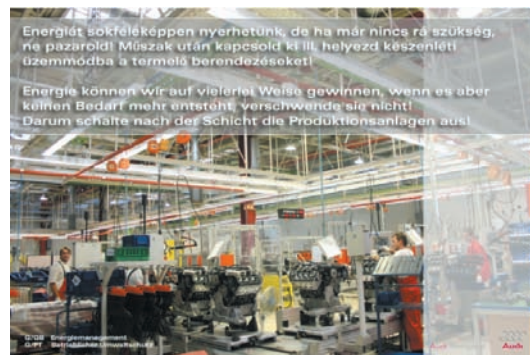 Energiát sokféleképpen nyerhetünk, de ha már nincs rá szükség,
ne pazarold! Műszak után kapcsold ki ill. helyezd készenléti
üzemmódba a termelő berendezéseket!
Energie können wir auf vielerlei Weise gewinnen, wenn es aber
keinen Bedarf mehr entsteht, verschwende sie nicht!
Darum schalte nach der Schicht die Produktionsanlagen aus!
Energiemanagement
Betrieblicher Umweltschutz
Audi